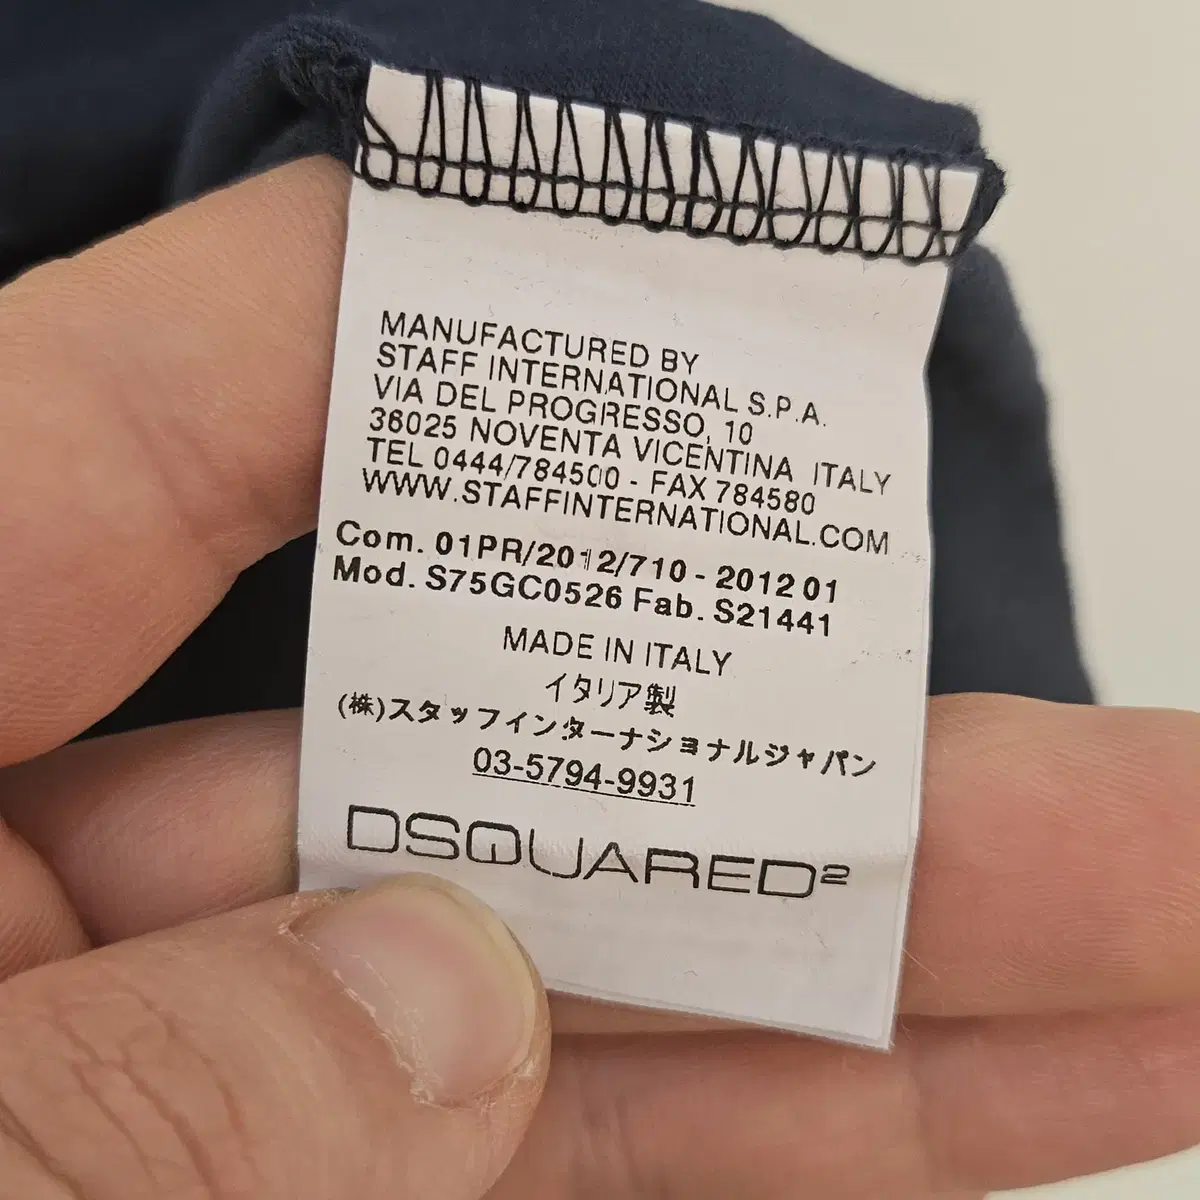 MANUFACTURED BY
STAFF INTERNATIONAL S.P.A.
VIA DEL PROGRESSO, 10
36025 NOVENTA VICENTINA ITALY
TEL 0444/784500 - FAX 784580
WWW.STAFFINTERNATIONAL.COM
Com. 01PR/2012/710 - 2012 01
Mod. S75GC0526 Fab. S21441
MADE IN ITALY
イタリア製
(株)スタッフインターナショナルジャパン
03-5794-9931
DSQUARED²